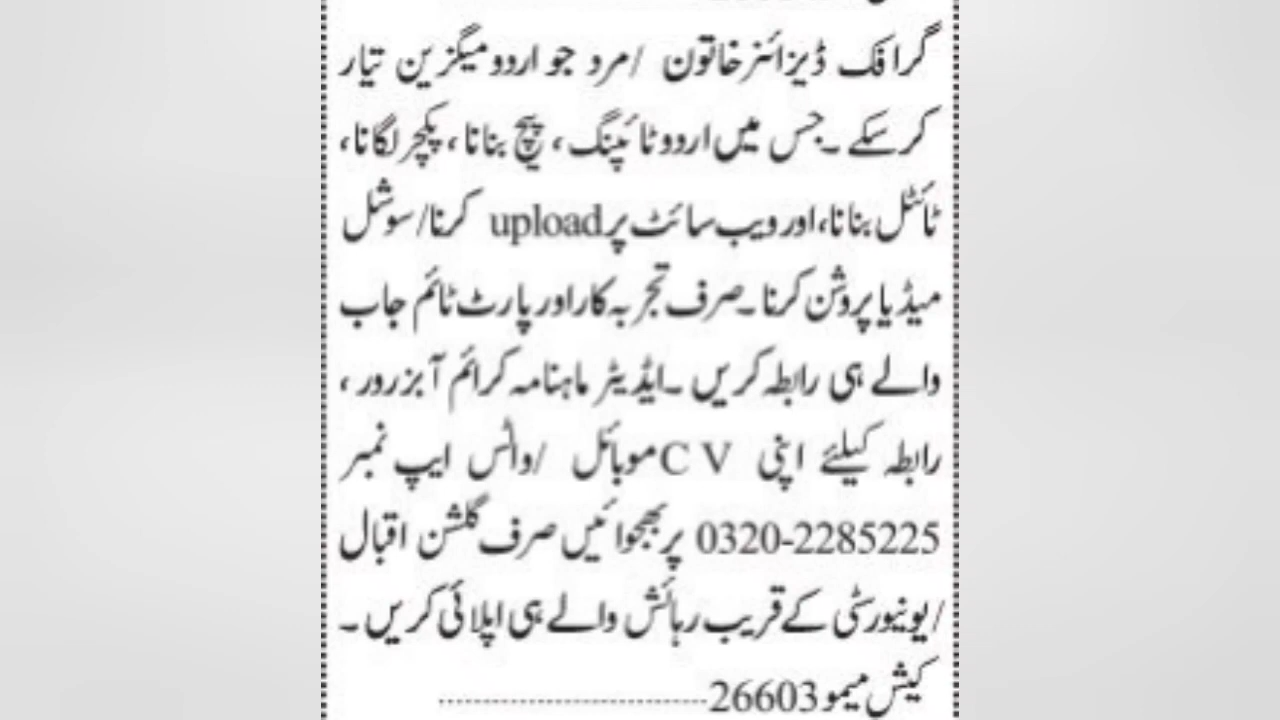 گرافک ڈیزائنر خاتون /مرد جو اردو میگزین تیار
کرسکے ۔جس میں اردو ٹائپنگ، پیج بنانا، پکچر لگانا،
ٹائٹل بنانا، اور ویب سائٹ پر upload کرنا/سوشل
میڈیا پروشن کرنا۔صرف تجربہ کار اور پارٹ ٹائم جاب
والے ہی رابطہ کریں ۔ایڈیٹر ماہنامہ کرائم آبزرور،
رابطہ کیلئے اپنی CV موبائل /واٹس ایپ نمبر
0320-2285225 پر بھجوائیں صرف گلشن اقبال
/یونیورسٹی کے قریب رہائش والے ہی اپلائی کریں ۔
کیش میمو 26603